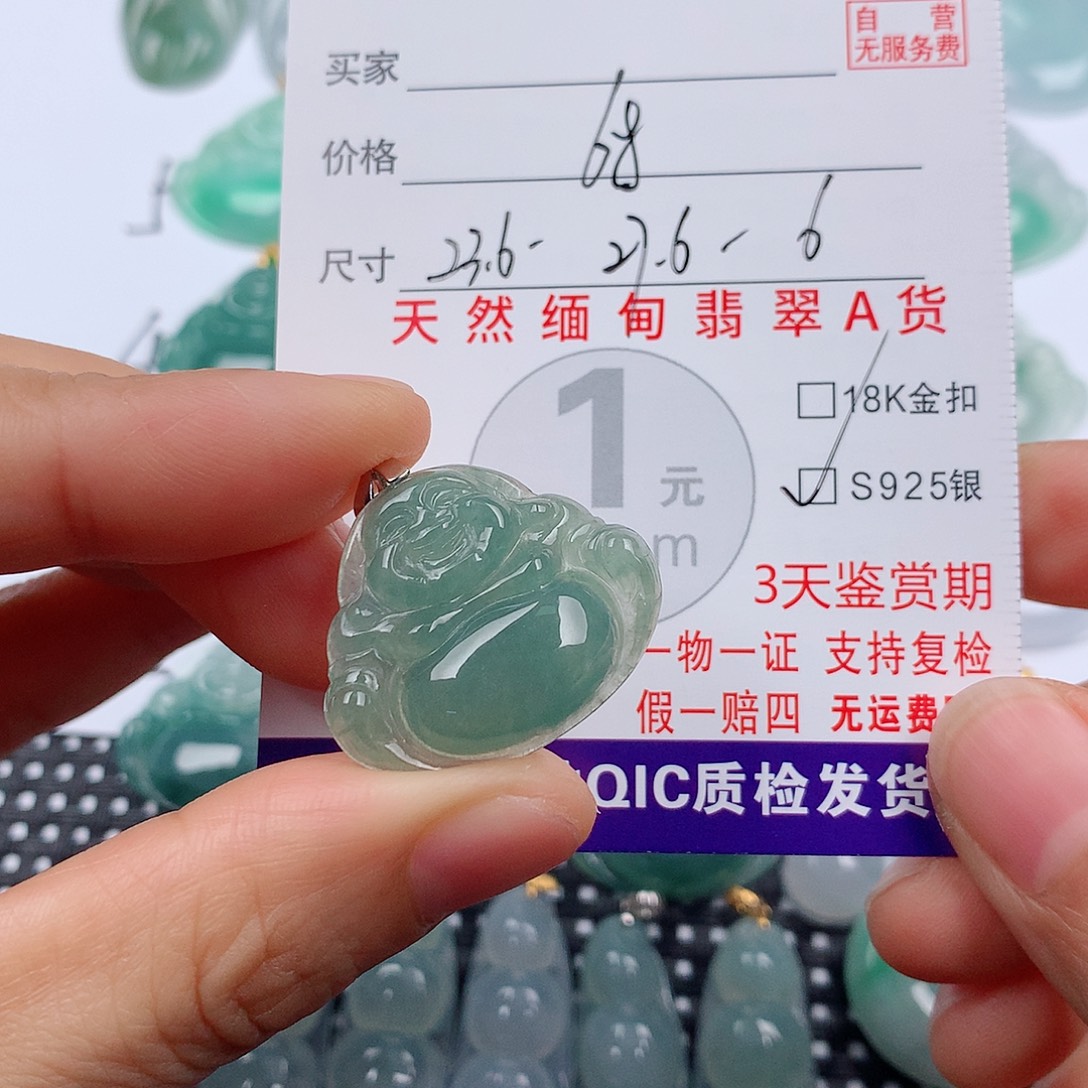 自 营
无服务费
买家
价格 68
尺寸 23.6- 27.6- 6
天然缅甸翡翠A货
1元
m
18K金扣
S925银
3天鉴赏期
一物一证 支持复检
假一赔四 无运费
QIC质检发货